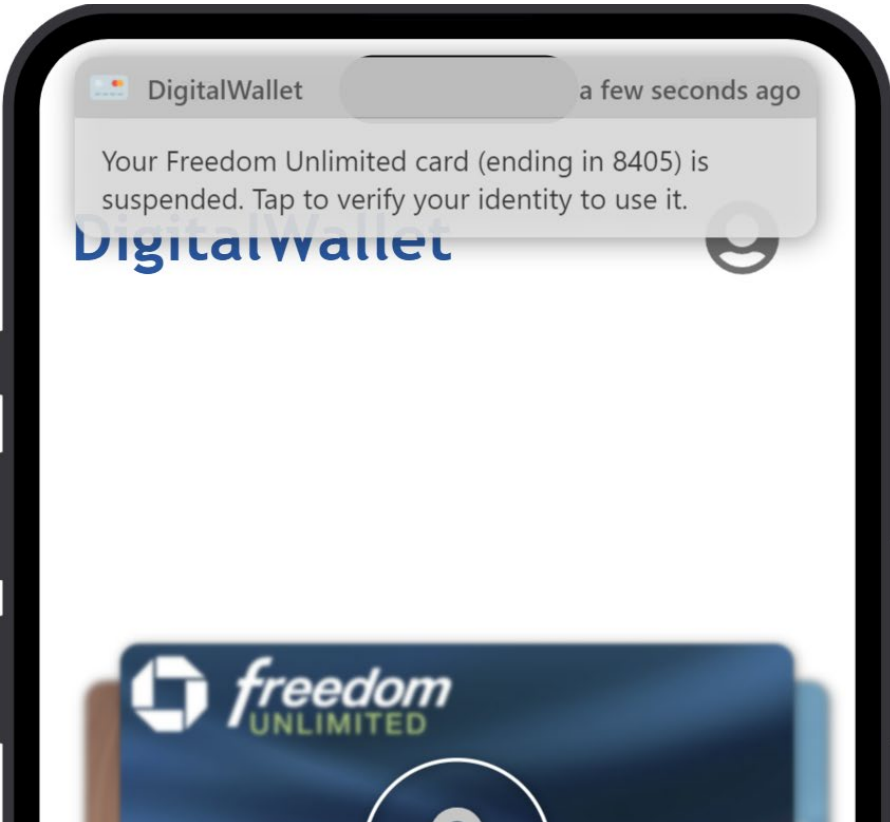 DigitalWallet a few seconds ago
Your Freedom Unlimited card (ending in 8405) is
suspended. Tap to verify your identity to use it.
DigitalWallet
freedom
UNLIMITED